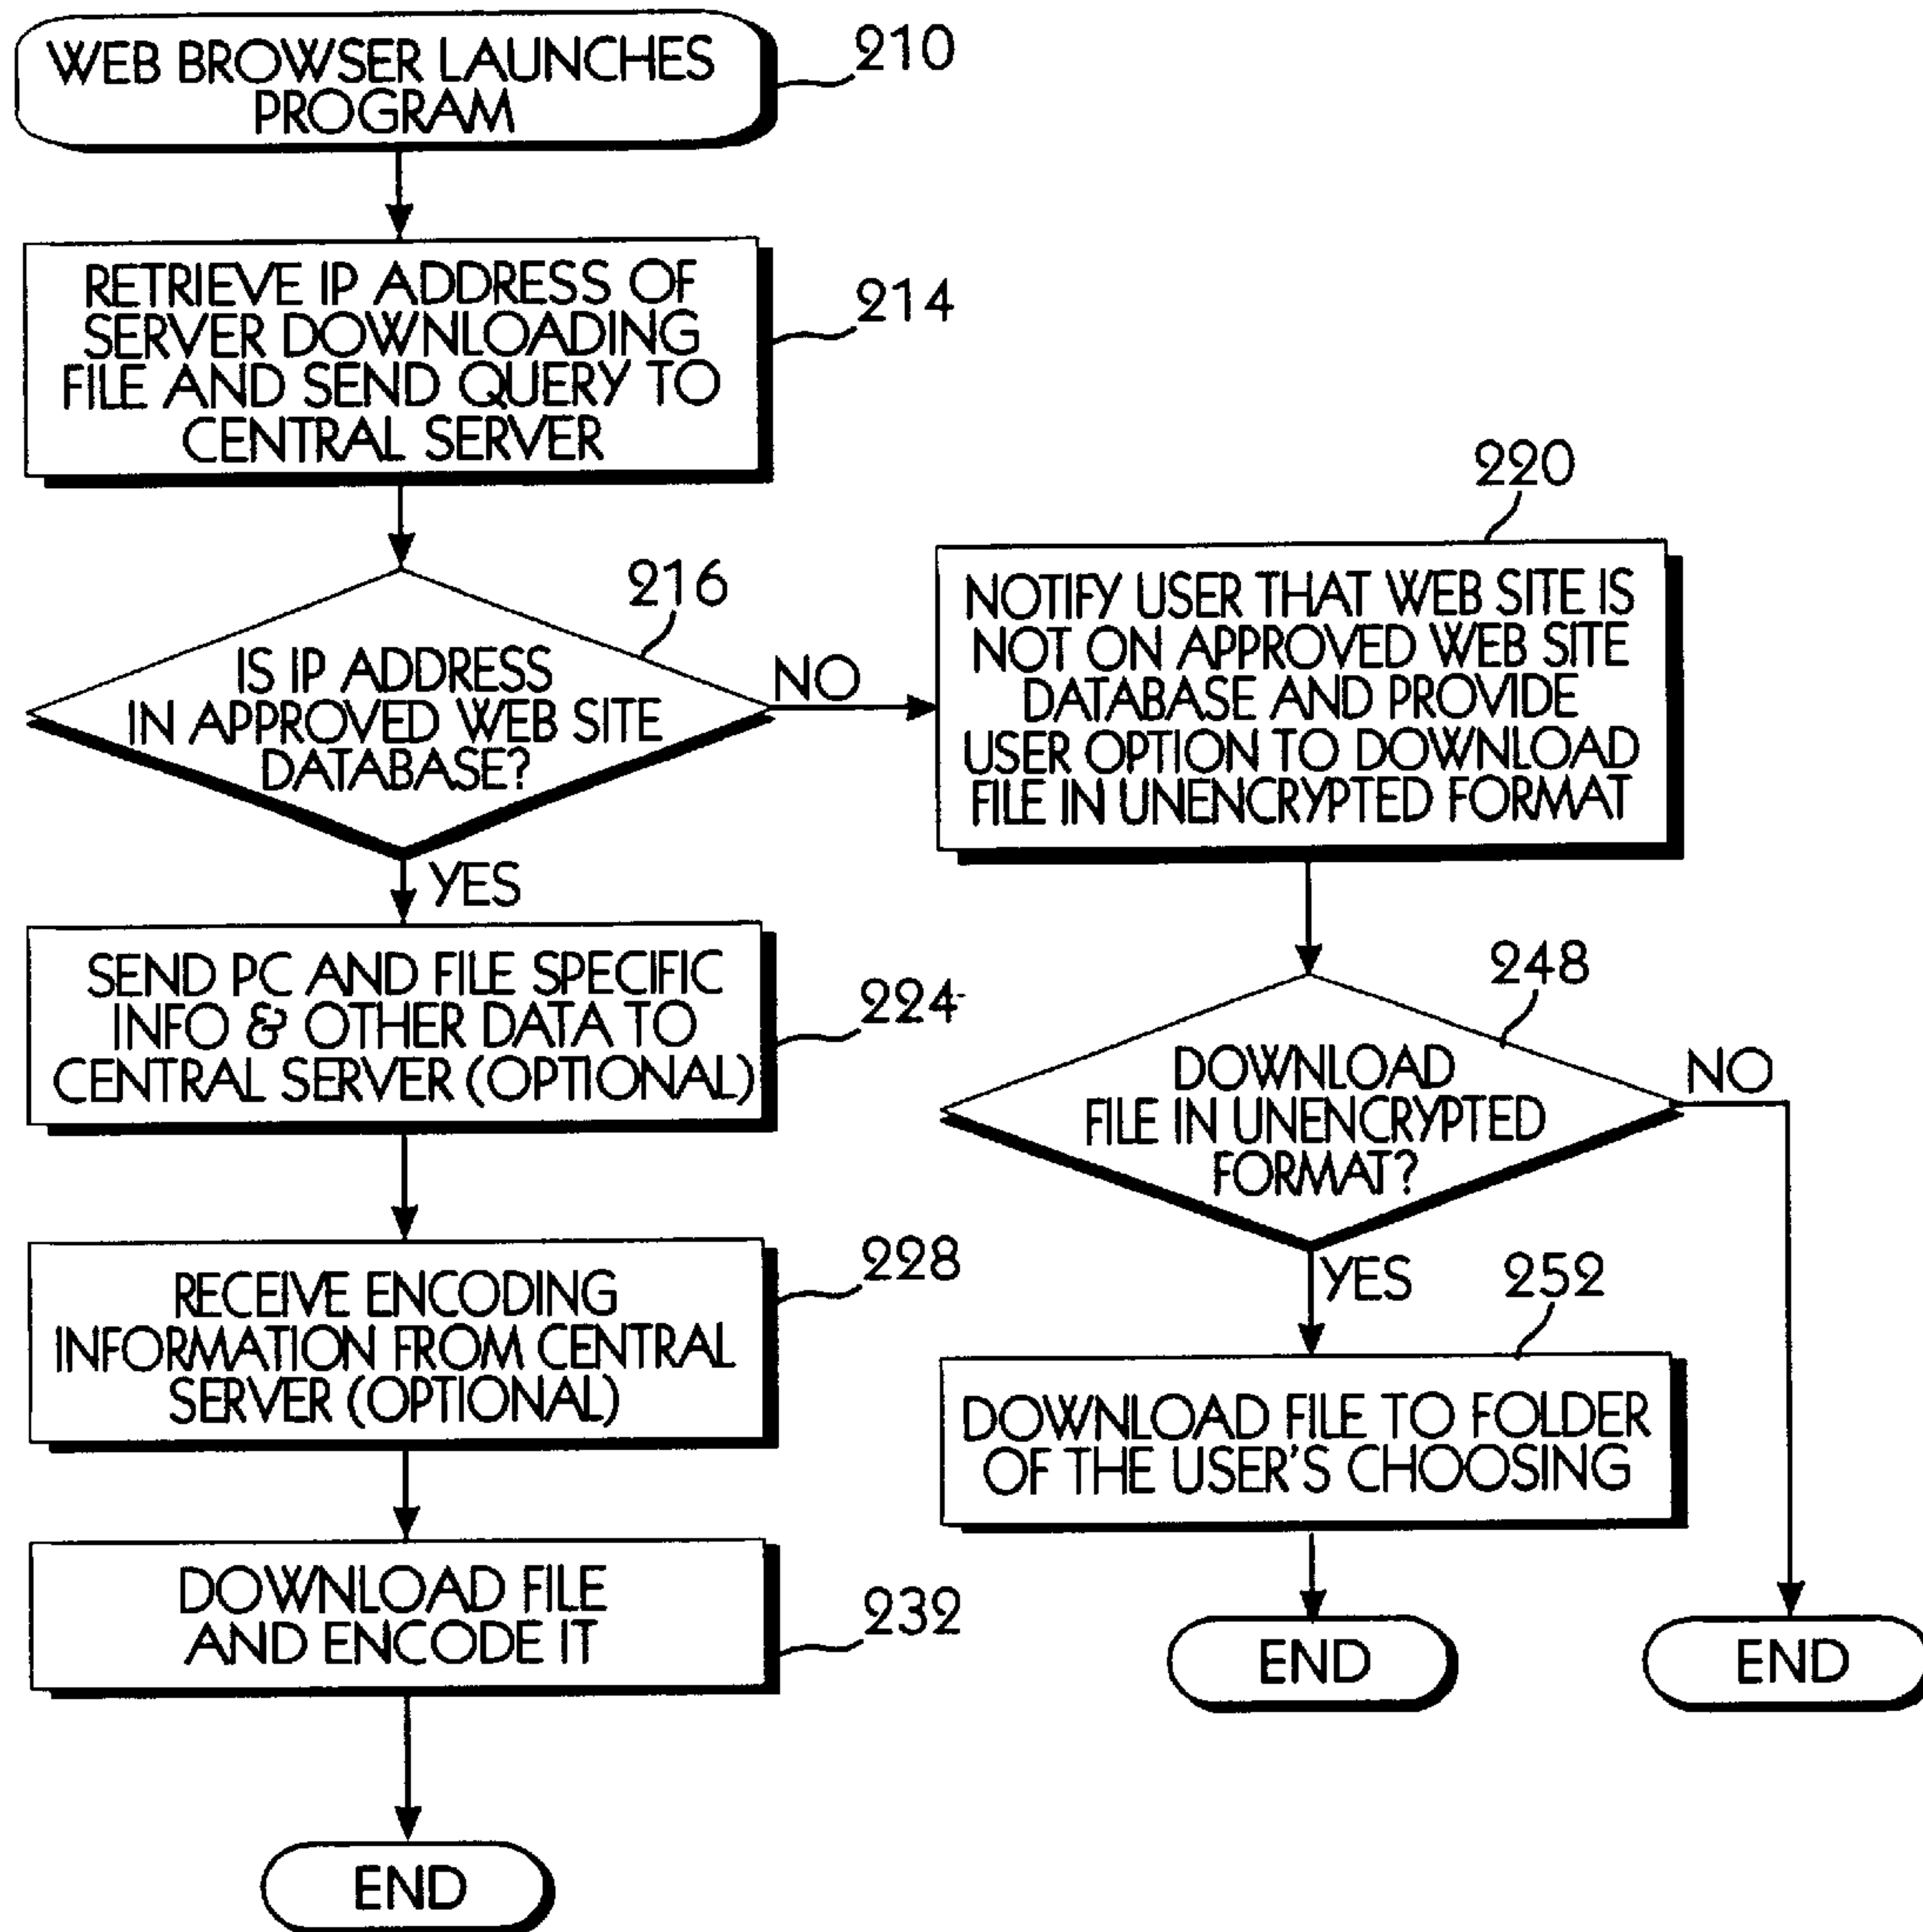 WEB BROWSER LAUNCHES
PROGRAM
210
RETRIEVE IP ADDRESS OF
SERVER DOWNLOADING
FILE AND SEND QUERY TO
CENTRAL SERVER
214
IS IP ADDRESS
IN APPROVED WEB SITE
DATABASE?
216
NO
YES
220
NOTIFY USER THAT WEB SITE IS
NOT ON APPROVED WEB SITE
DATABASE AND PROVIDE
USER OPTION TO DOWNLOAD
FILE IN UNENCRYPTED FORMAT
SEND PC AND FILE SPECIFIC
INFO & OTHER DATA TO
CENTRAL SERVER (OPTIONAL)
224
248
DOWNLOAD
FILE IN UNENCRYPTED
FORMAT?
NO
YES
RECEIVE ENCODING
INFORMATION FROM CENTRAL
SERVER (OPTIONAL)
228
252
DOWNLOAD FILE TO FOLDER
OF THE USER'S CHOOSING
DOWNLOAD FILE
AND ENCODE IT
232
END
END
END